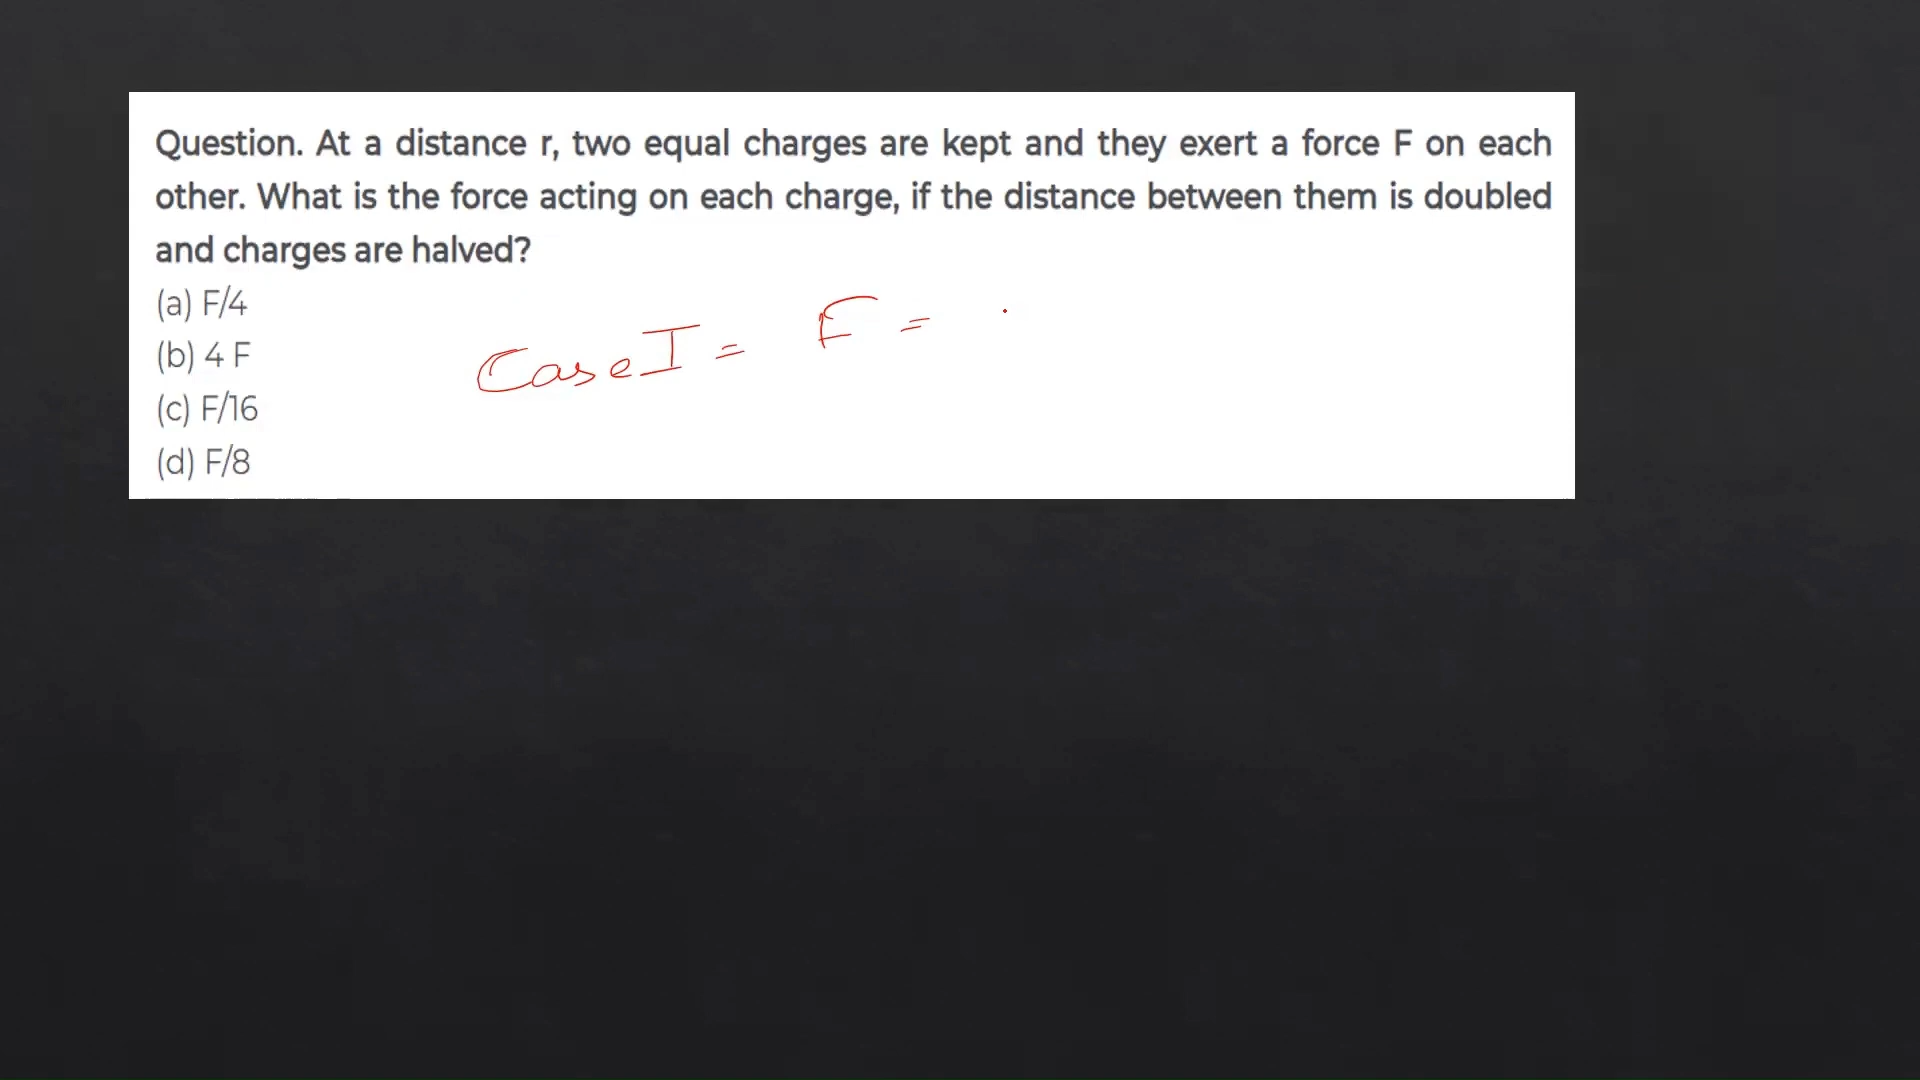 Question. At a distance r, two equal charges are kept and they exert a force F on each
other. What is the force acting on each charge, if the distance between them is doubled
and charges are halved?
(a) F/4
(b) 4 F
(c) F/16
(d) F/8
Case I = F =